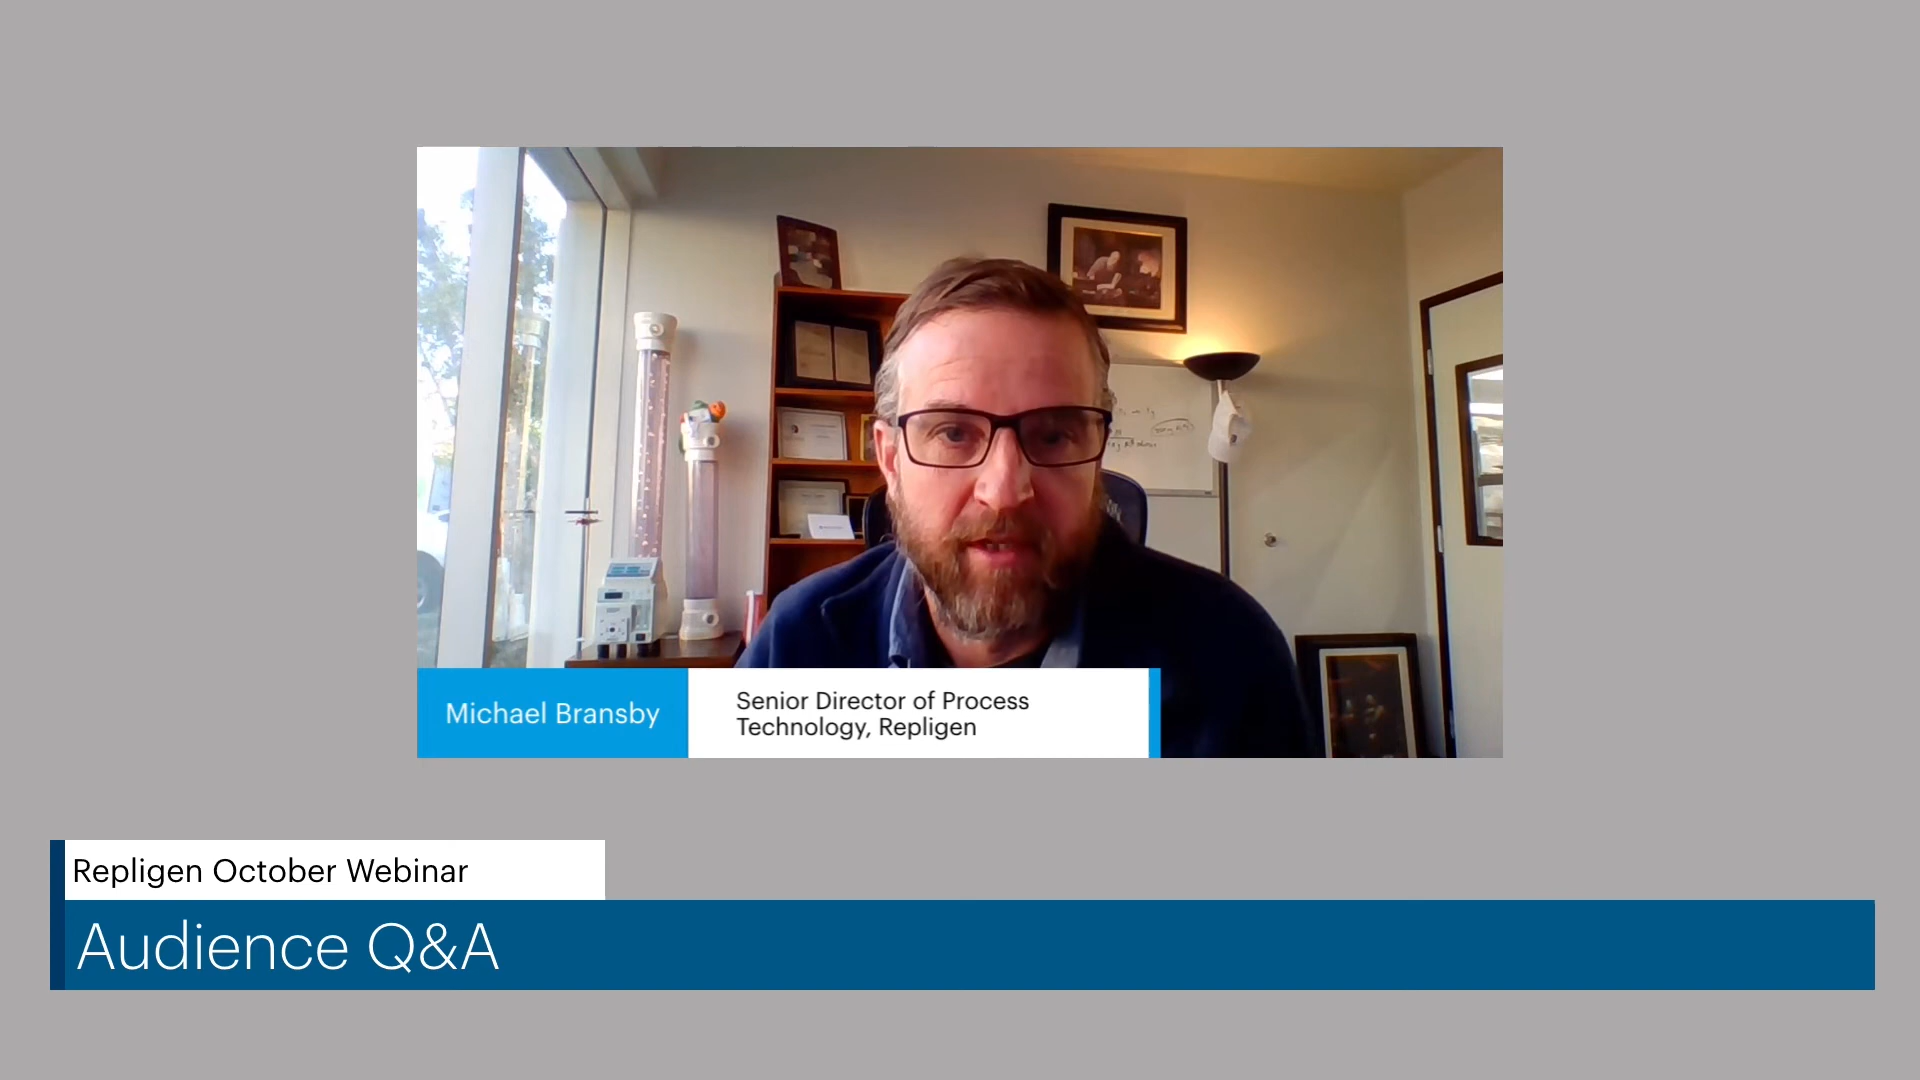 Michael Bransby
Senior Director of Process
Technology, Repligen
Repligen October Webinar
Audience Q&A